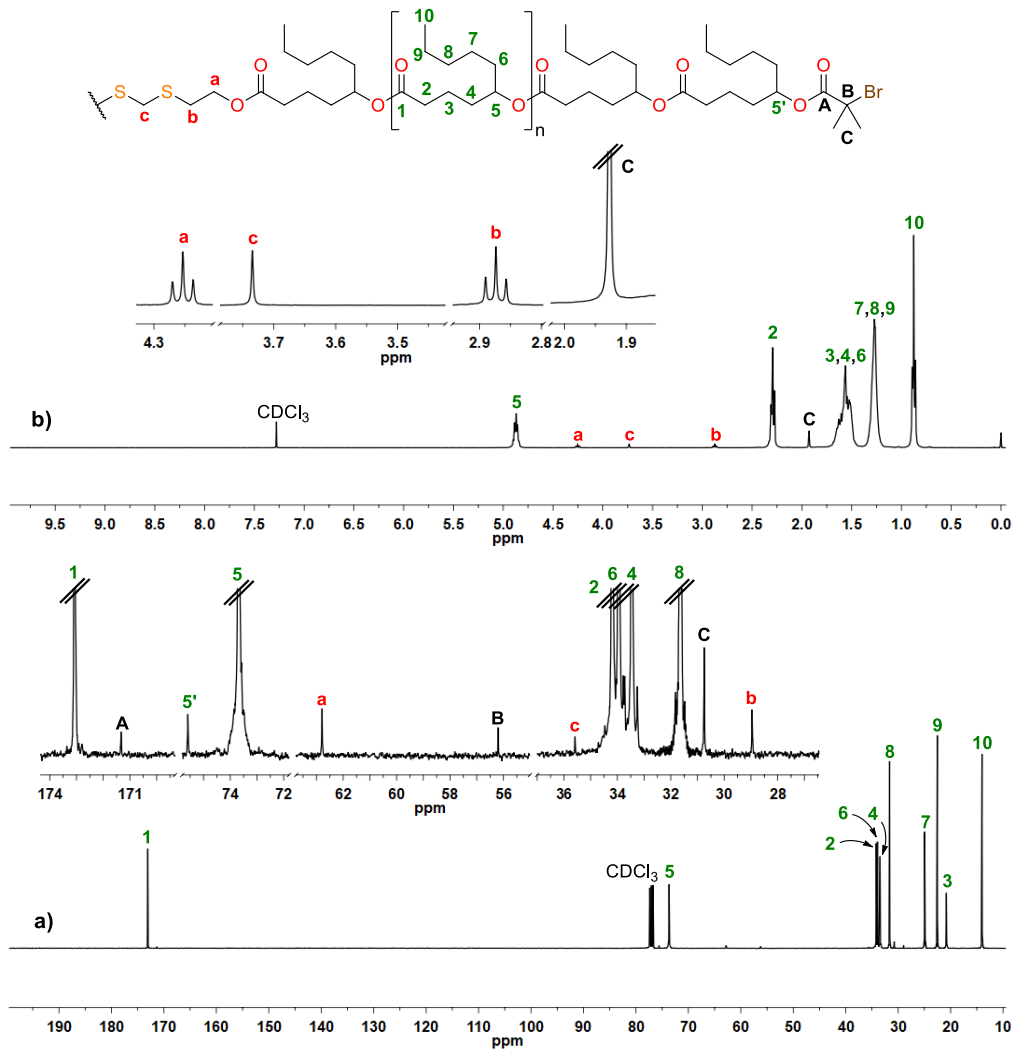 10
O O 9 8 7 6 O O O
S S a O 2 4 O O O Br
c b O 1 3 5 O n O 5' O A B C
C
a c b
4.3 3.7 3.6 3.5 2.9 2.8 2.0 1.9
ppm
10
7,8,9
2 3,4,6
b) CDCl3 5 a c b C
9.5 9.0 8.5 8.0 7.5 7.0 6.5 6.0 5.5 5.0 4.5 4.0 3.5 3.0 2.5 2.0 1.5 1.0 0.5 0.0
ppm
1 5 2 6 4 8
C
5' a b
A B c
174 171 74 72 62 60 58 56 36 34 32 30 28
ppm
9
8 10
6 4
7
2
1
CDCl3 5 3
a)
190 180 170 160 150 140 130 120 110 100 90 80 70 60 50 40 30 20 10
ppm